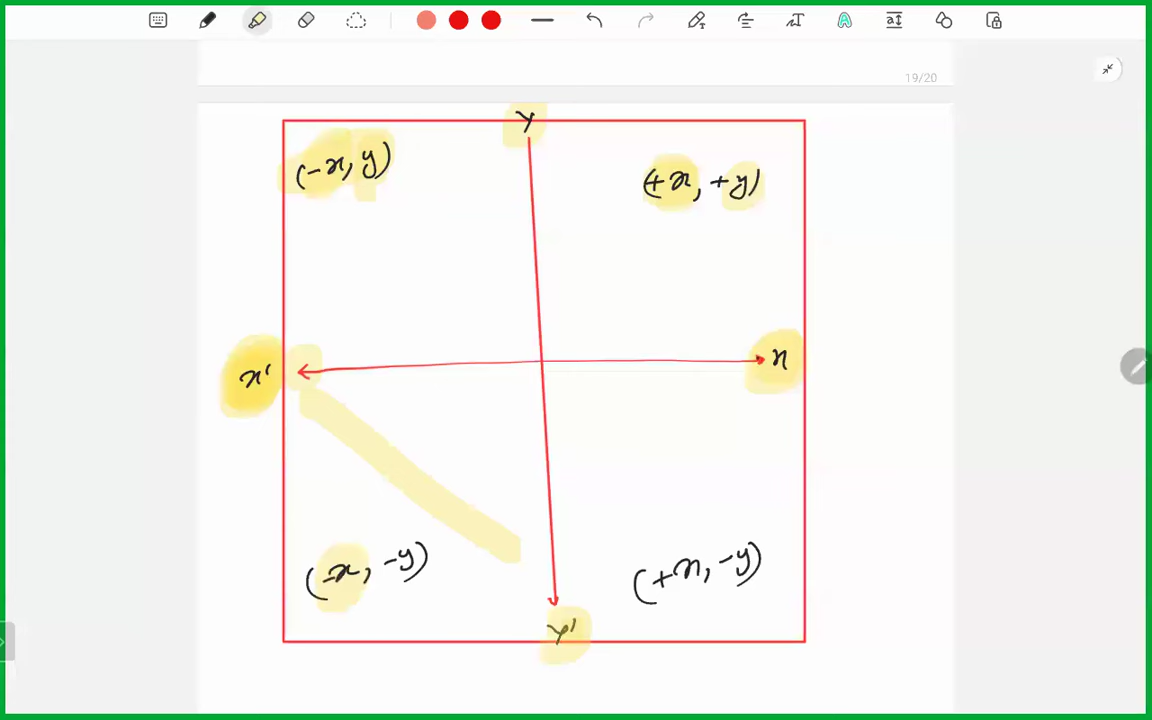 19/20
Y
(-x, y)
(+x, +y)
x'
x
(-x, -y)
(+x, -y)
Y'